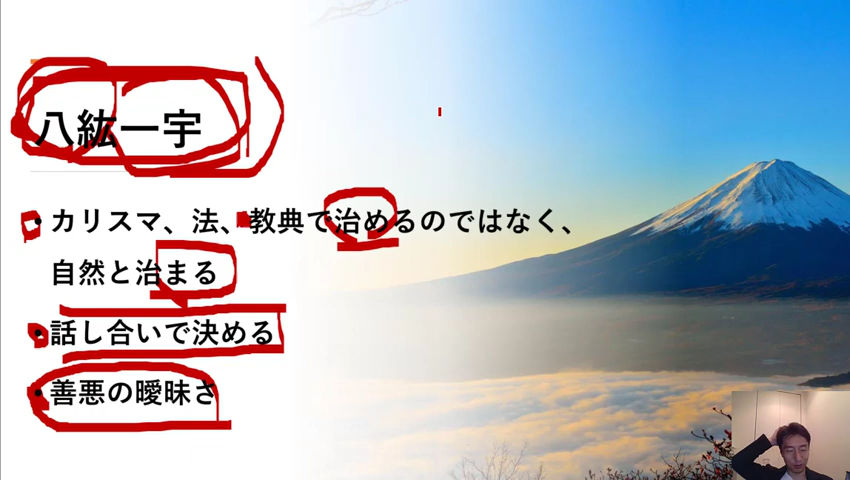 八紘一宇
・カリスマ、法、教典で治めるのではなく、
自然と治まる
・話し合いで決める
・善悪の曖昧さ